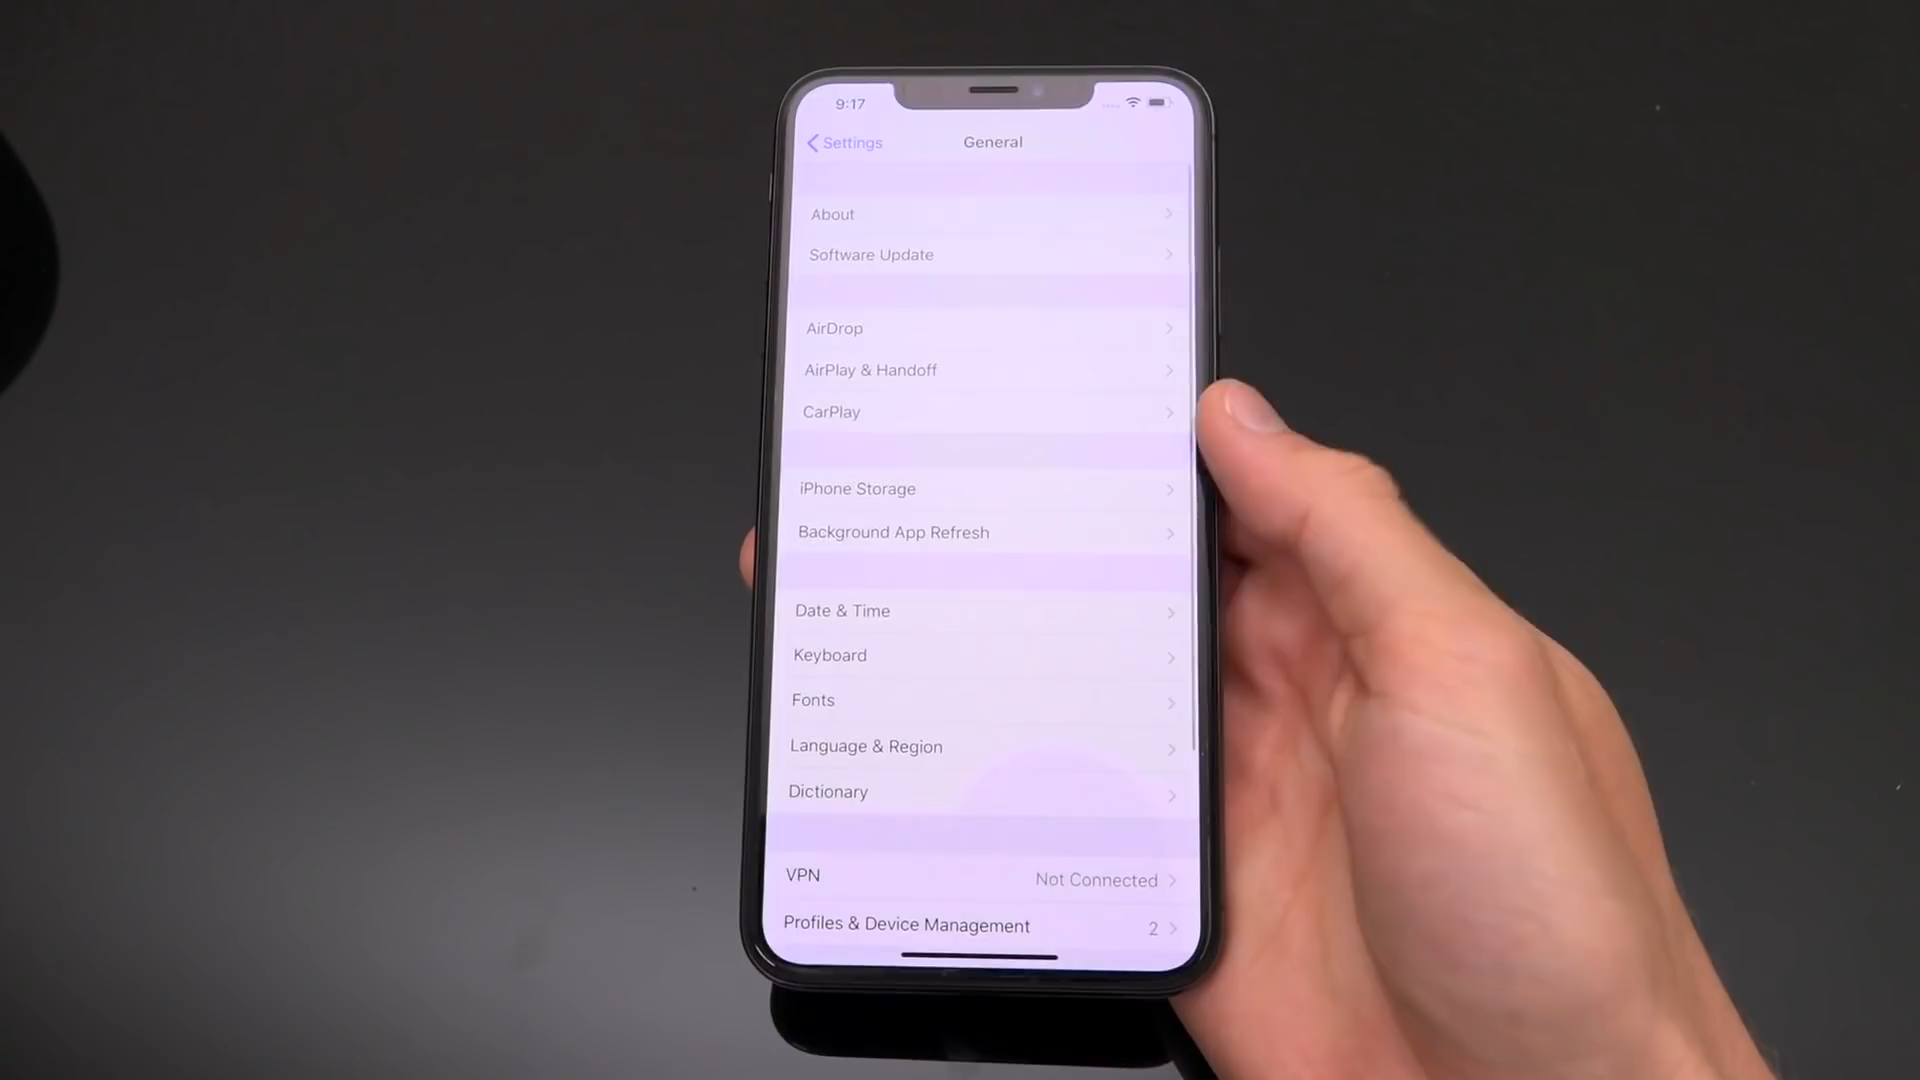 9:17
Settings
General
About
Software Update
AirDrop
AirPlay & Handoff
CarPlay
iPhone Storage
Background App Refresh
Date & Time
Keyboard
Fonts
Language & Region
Dictionary
VPN Not Connected
Profiles & Device Management 2